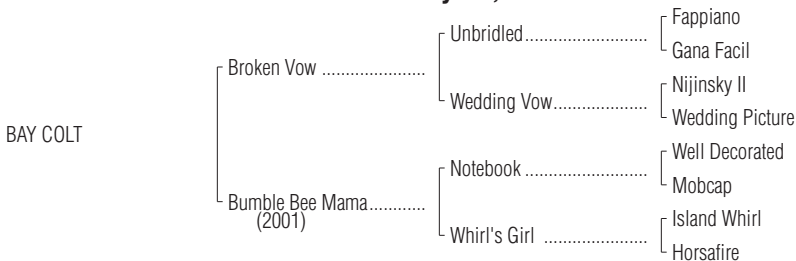 Fappiano
Unbridled..........................
Gana Facil
Broken Vow ......................
Nijinsky II
Wedding Vow....................
Wedding Picture
BAY COLT
Well Decorated
Notebook ..........................
Mobcap
Bumble Bee Mama............
(2001)
Island Whirl
Whirl's Girl ......................
Horsafire